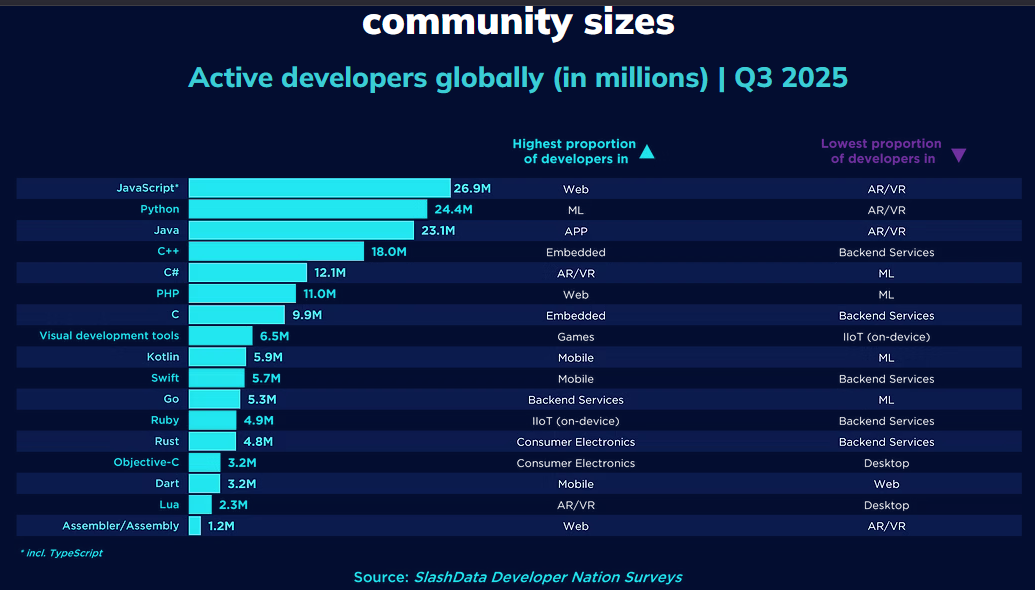 community sizes
Active developers globally (in millions) | Q3 2025
Highest proportion of developers in
Lowest proportion of developers in
JavaScript* 26.9M Web AR/VR
Python 24.4M ML AR/VR
Java 23.1M APP AR/VR
C++ 18.0M Embedded Backend Services
C# 12.1M AR/VR ML
PHP 11.0M Web ML
C 9.9M Embedded Backend Services
Visual development tools 6.5M Games IIoT (on-device)
Kotlin 5.9M Mobile ML
Swift 5.7M Mobile Backend Services
Go 5.3M Backend Services ML
Ruby 4.9M IIoT (on-device) Backend Services
Rust 4.8M Consumer Electronics Backend Services
Objective-C 3.2M Consumer Electronics Desktop
Dart 3.2M Mobile Web
Lua 2.3M AR/VR Desktop
Assembler/Assembly 1.2M Web AR/VR
* incl. TypeScript
Source: SlashData Developer Nation Surveys